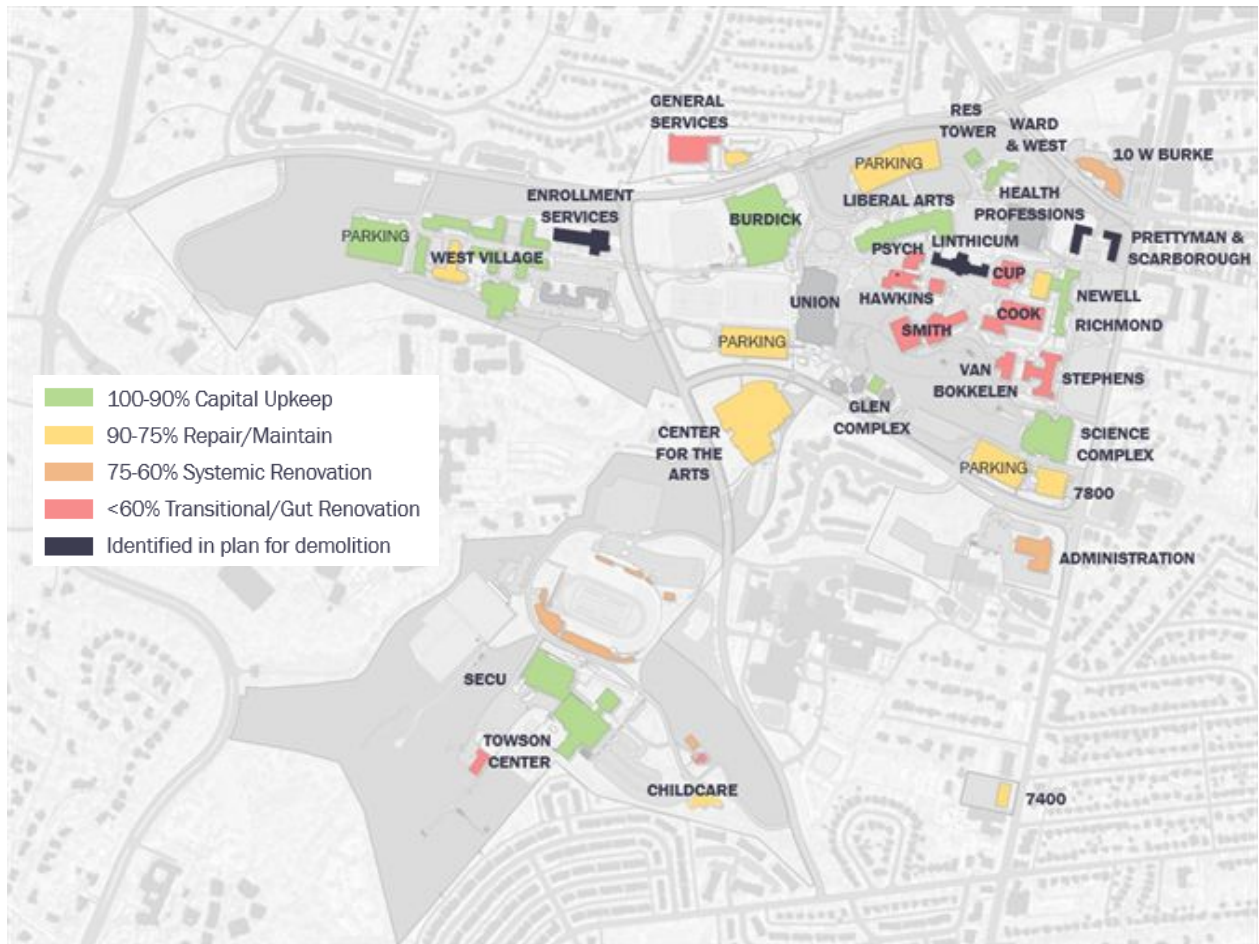 GENERAL
SERVICES
RES
TOWER
WARD
& WEST
PARKING
10 W BURKE
ENROLLMENT
SERVICES
LIBERAL ARTS
HEALTH
PROFESSIONS
BURDICK
PARKING
WEST VILLAGE
PSYCH
LINTHICUM
PRETTYMAN &
SCARBOROUGH
CUP
HAWKINS
NEWELL
UNION
COOK
RICHMOND
SMITH
PARKING
VAN
BOKKELEN
STEPHENS
GLEN
COMPLEX
CENTER
FOR THE
ARTS
SCIENCE
COMPLEX
PARKING
7800
ADMINISTRATION
100-90% Capital Upkeep
90-75% Repair/Maintain
75-60% Systemic Renovation
<60% Transitional/Gut Renovation
Identified in plan for demolition
SECU
TOWSON
CENTER
CHILDCARE
7400